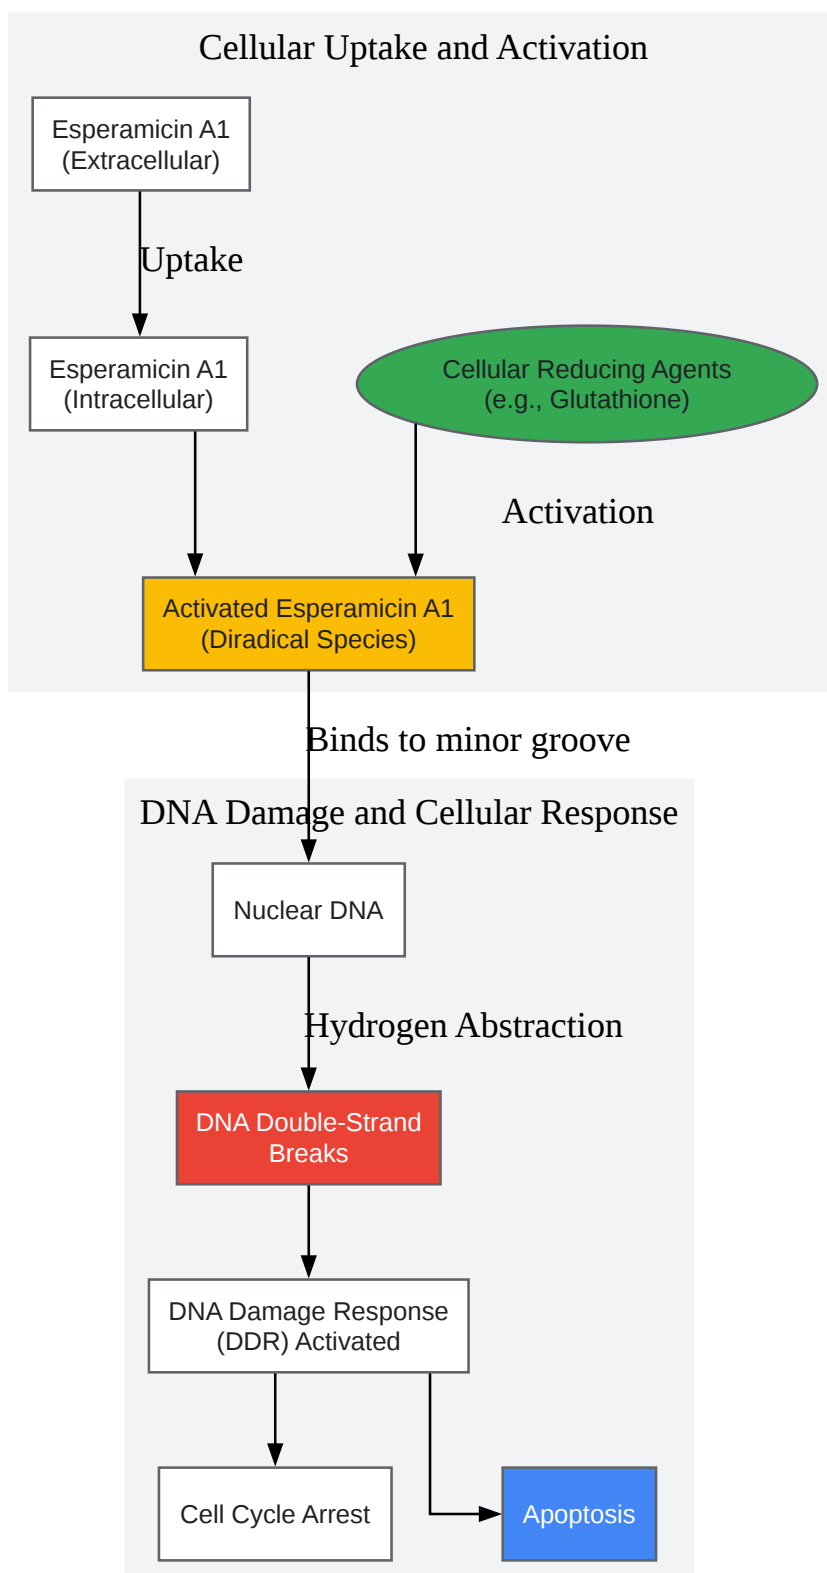 Cellular Uptake and Activation
Esperamicin A1
(Extracellular)
Uptake
Esperamicin A1
(Intracellular)
Cellular Reducing Agents
(e.g., Glutathione)
Activation
Activated Esperamicin A1
(Diradical Species)
Binds to minor groove
DNA Damage and Cellular Response
Nuclear DNA
Hydrogen Abstraction
DNA Double-Strand
Breaks
DNA Damage Response
(DDR) Activated
Cell Cycle Arrest
Apoptosis